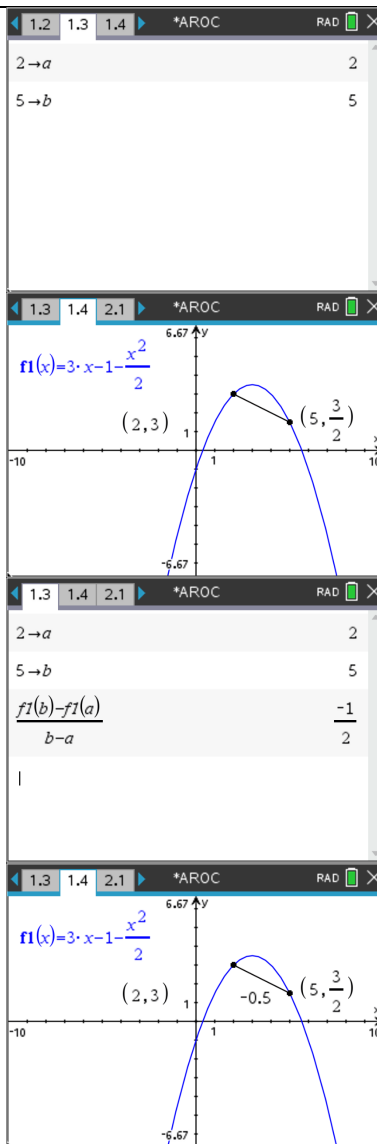 1.2 1.3 1.4 *AROC RAD
2→a 2
5→b 5
1.3 1.4 2.1 *AROC RAD
6.67 y
f1(x)=3·x-1-x²/2
(2,3) (5,3/2)
1
x
-10 1 10
-6.67
1.3 1.4 2.1 *AROC RAD
2→a 2
5→b 5
f1(b)-f1(a)/b-a -1/2
1.3 1.4 2.1 *AROC RAD
6.67 y
f1(x)=3·x-1-x²/2
(2,3) -0.5 (5,3/2)
1
x
-10 1 10
-6.67